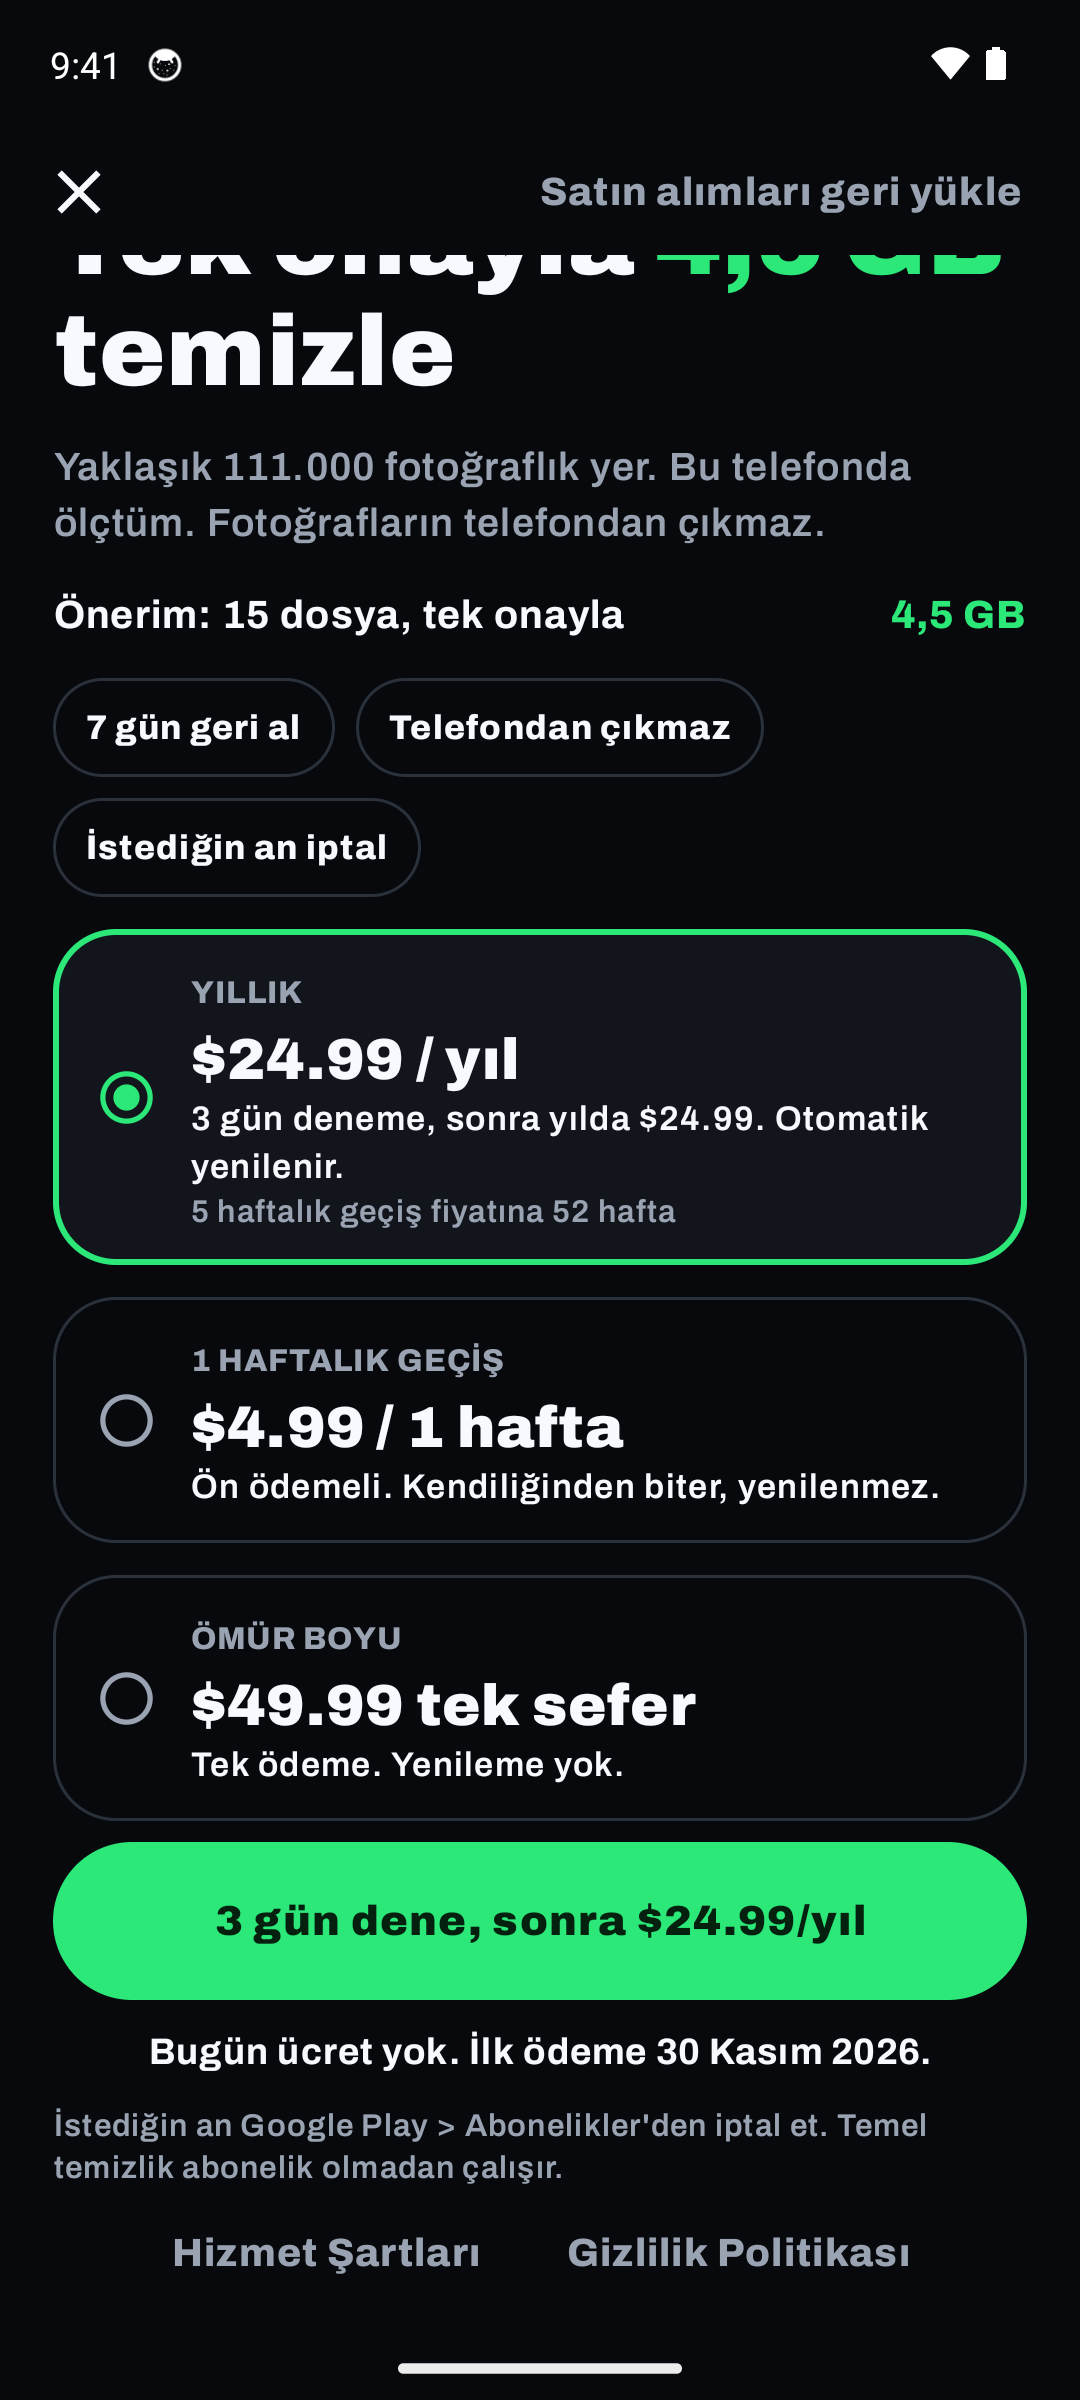 9:41
Satın alımları geri yükle
Tek onayla 4,5 GB
temizle
Yaklaşık 111.000 fotoğraflık yer. Bu telefonda
ölçtüm. Fotoğrafların telefondan çıkmaz.
Önerim: 15 dosya, tek onayla 4,5 GB
7 gün geri al Telefondan çıkmaz
İstediğin an iptal
YILLIK
$24.99 / yıl
3 gün deneme, sonra yılda $24.99. Otomatik
yenilenir.
5 haftalık geçiş fiyatına 52 hafta
1 HAFTALIK GEÇİŞ
$4.99 / 1 hafta
Ön ödemeli. Kendiliğinden biter, yenilenmez.
ÖMÜR BOYU
$49.99 tek sefer
Tek ödeme. Yenileme yok.
3 gün dene, sonra $24.99/yıl
Bugün ücret yok. İlk ödeme 30 Kasım 2026.
İstediğin an Google Play > Abonelikler'den iptal et. Temel
temizlik abonelik olmadan çalışır.
Hizmet Şartları Gizlilik Politikası